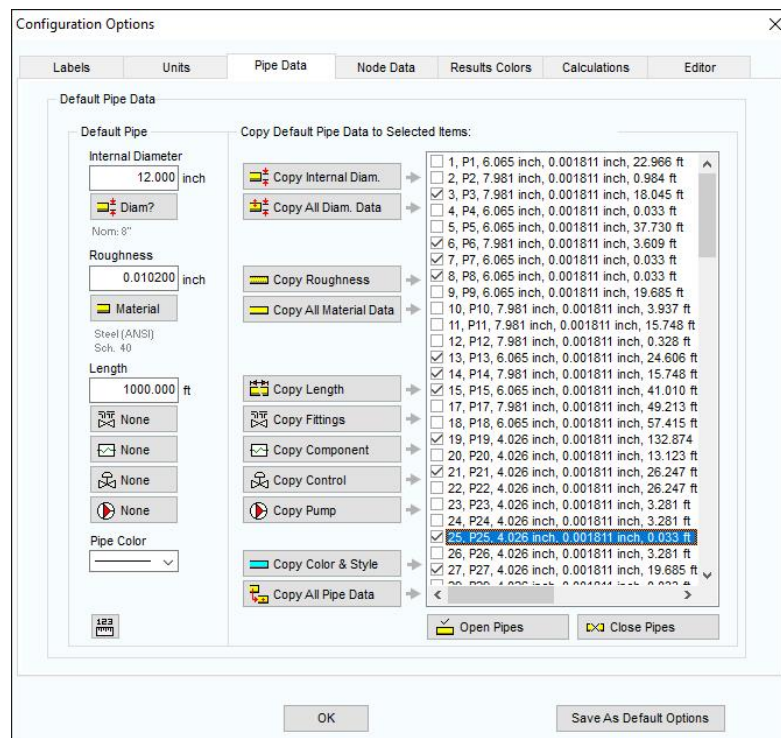 Configuration Options
Labels
Units
Pipe Data
Node Data
Results Colors
Calculations
Editor
Default Pipe Data
Default Pipe
Internal Diameter
12.000 inch
Diam?
Nom: 8"
Roughness
0.010200 inch
Material
Steel (ANSI)
Sch. 40
Length
1000.000 ft
None
None
None
None
Pipe Color
123
Copy Default Pipe Data to Selected Items:
Copy Internal Diam.
Copy All Diam. Data
Copy Roughness
Copy All Material Data
Copy Length
Copy Fittings
Copy Component
Copy Control
Copy Pump
Copy Color & Style
Copy All Pipe Data
1, P1, 6.065 inch, 0.001811 inch, 22.966 ft
2, P2, 7.981 inch, 0.001811 inch, 0.984 ft
3, P3, 7.981 inch, 0.001811 inch, 18.045 ft
4, P4, 6.065 inch, 0.001811 inch, 0.033 ft
5, P5, 6.065 inch, 0.001811 inch, 37.730 ft
6, P6, 7.981 inch, 0.001811 inch, 3.609 ft
7, P7, 6.065 inch, 0.001811 inch, 0.033 ft
8, P8, 6.065 inch, 0.001811 inch, 0.033 ft
9, P9, 6.065 inch, 0.001811 inch, 19.685 ft
10, P10, 7.981 inch, 0.001811 inch, 3.937 ft
11, P11, 7.981 inch, 0.001811 inch, 15.748 ft
12, P12, 7.981 inch, 0.001811 inch, 0.328 ft
13, P13, 6.065 inch, 0.001811 inch, 24.606 ft
14, P14, 7.981 inch, 0.001811 inch, 15.748 ft
15, P15, 6.065 inch, 0.001811 inch, 41.010 ft
17, P17, 7.981 inch, 0.001811 inch, 49.213 ft
18, P18, 6.065 inch, 0.001811 inch, 57.415 ft
19, P19, 4.026 inch, 0.001811 inch, 132.874
20, P20, 4.026 inch, 0.001811 inch, 13.123 ft
21, P21, 4.026 inch, 0.001811 inch, 26.247 ft
22, P22, 4.026 inch, 0.001811 inch, 26.247 ft
23, P23, 4.026 inch, 0.001811 inch, 3.281 ft
24, P24, 4.026 inch, 0.001811 inch, 3.281 ft
25, P25, 4.026 inch, 0.001811 inch, 0.033 ft
26, P26, 4.026 inch, 0.001811 inch, 3.281 ft
27, P27, 4.026 inch, 0.001811 inch, 19.685 ft
Open Pipes
Close Pipes
OK
Save As Default Options